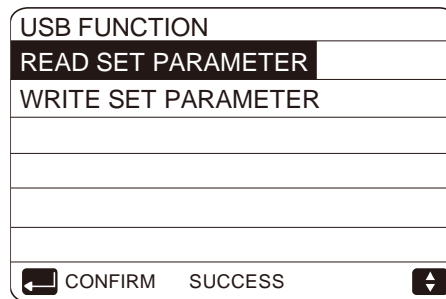 USB FUNCTION
READ SET PARAMETER
WRITE SET PARAMETER
CONFIRM SUCCESS